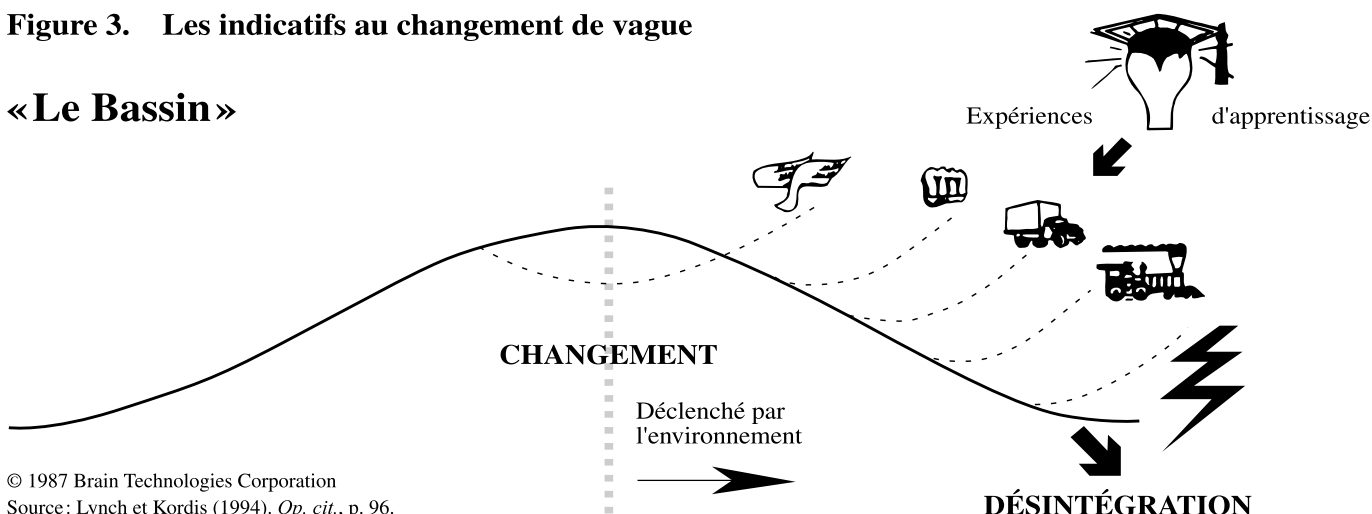 Figure 3. Les indicatifs au changement de vague
«Le Bassin»
Expériences d'apprentissage
CHANGEMENT
Déclenché par
l'environnement
© 1987 Brain Technologies Corporation
Source: Lynch et Kordis (1994). Op. cit., p. 96.
DÉSINTÉGRATION